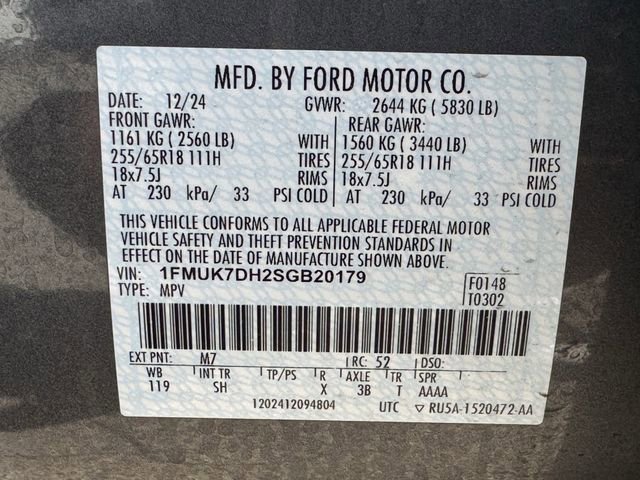 MFD. BY FORD MOTOR CO.
DATE: 12/24 GVWR: 2644 KG ( 5830 LB)
FRONT GAWR: REAR GAWR:
1161 KG ( 2560 LB) WITH 1560 KG ( 3440 LB) WITH
255/65R18 111H TIRES 255/65R18 111H TIRES
18x7.5J RIMS 18x7.5J RIMS
AT 230 kPa/ 33 PSI COLD AT 230 kPa/ 33 PSI COLD
THIS VEHICLE CONFORMS TO ALL APPLICABLE FEDERAL MOTOR
VEHICLE SAFETY AND THEFT PREVENTION STANDARDS IN
EFFECT ON THE DATE OF MANUFACTURE SHOWN ABOVE.
VIN: 1FMUK7DH2SGB20179 F0148
TYPE: MPV T0302
EXT PNT: M7 RC: 52 DSO:
WB INT TR TP/PS R AXLE TR SPR
119 SH X 3B T AAAA
1202412094804 UTC ▽ RU5A-1520472-AA